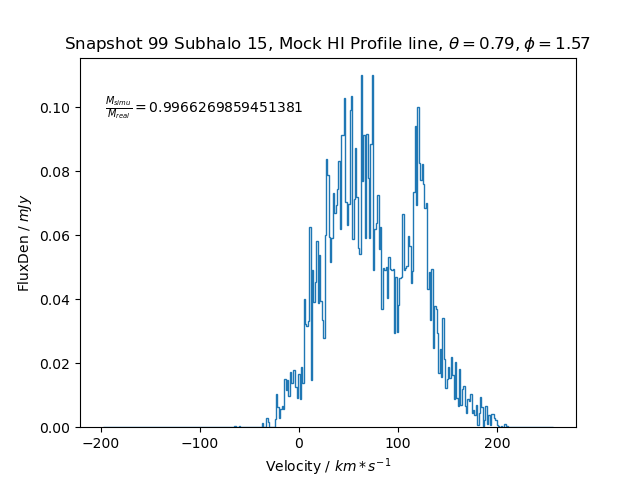 Snapshot 99 Subhalo 15, Mock HI Profile line, θ = 0.79, ϕ = 1.57
M_simu/M_real = 0.9966269859451381
FluxDen / mJy
0.10
0.08
0.06
0.04
0.02
0.00
−200 −100 0 100 200
Velocity / km * s⁻¹